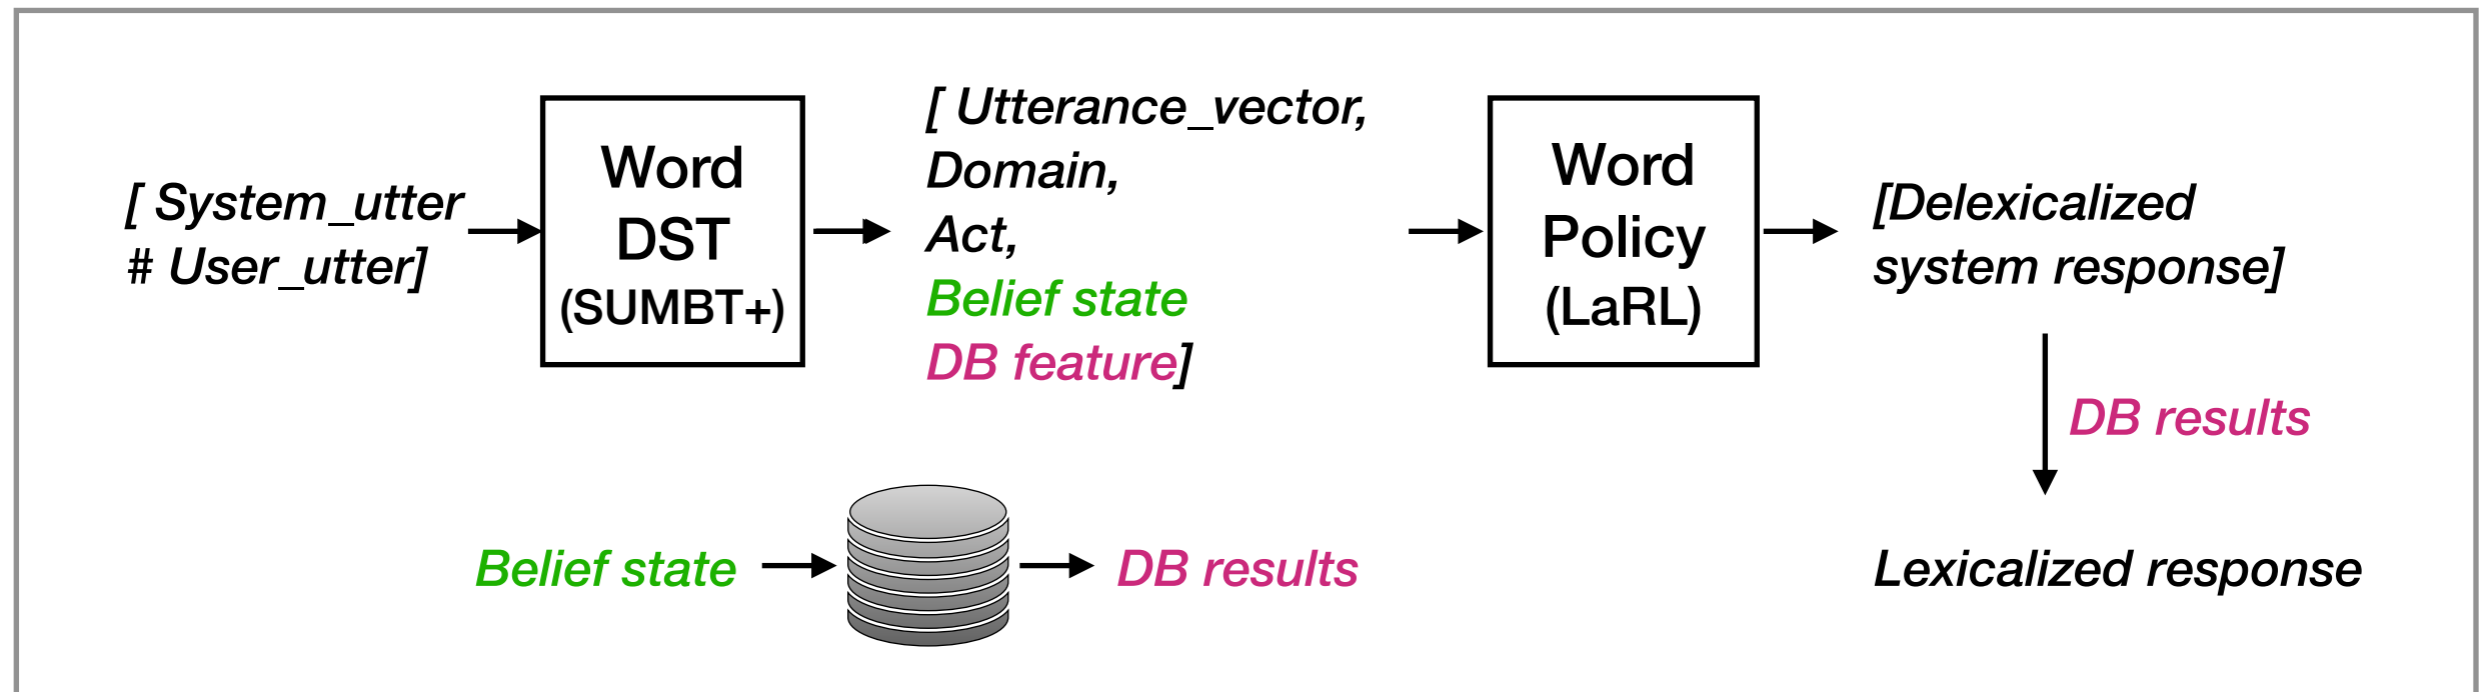 [ System_utter
# User_utter]
Word
DST
(SUMBT+)
[ Utterance_vector,
Domain,
Act,
Belief state
DB feature]
Word
Policy
(LaRL)
[Delexicalized
system response]
DB results
Belief state
DB results
Lexicalized response